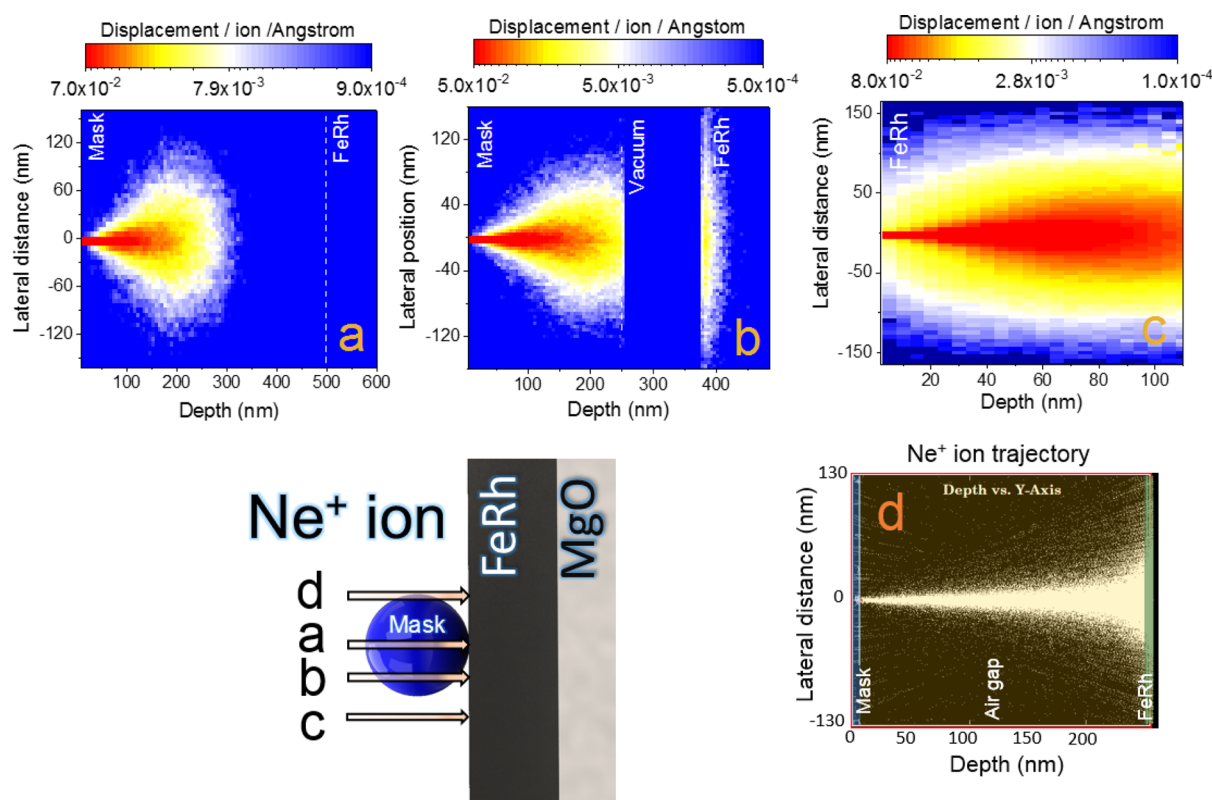 Displacement / ion /Angstrom
7.0x10⁻² 7.9x10⁻³ 9.0x10⁻⁴
Lateral distance (nm)
120
60
0
-60
-120
Mask
FeRh
a
100 200 300 400 500 600
Depth (nm)
Displacement / ion / Angstom
5.0x10⁻² 5.0x10⁻³ 5.0x10⁻⁴
Lateral position (nm)
120
40
-40
-120
Mask
Vacuum
FeRh
b
100 200 300 400
Depth (nm)
Displacement / ion / Angstrom
8.0x10⁻² 2.8x10⁻³ 1.0x10⁻⁴
Lateral distance (nm)
150
50
-50
-150
FeRh
c
20 40 60 80 100
Depth (nm)
Ne⁺ ion
d
a
b
c
Mask
FeRh
MgO
Ne⁺ ion trajectory
Lateral distance (nm)
130
0
-130
Depth vs. Y-Axis
d
Mask
Air gap
FeRh
0 50 100 150 200
Depth (nm)